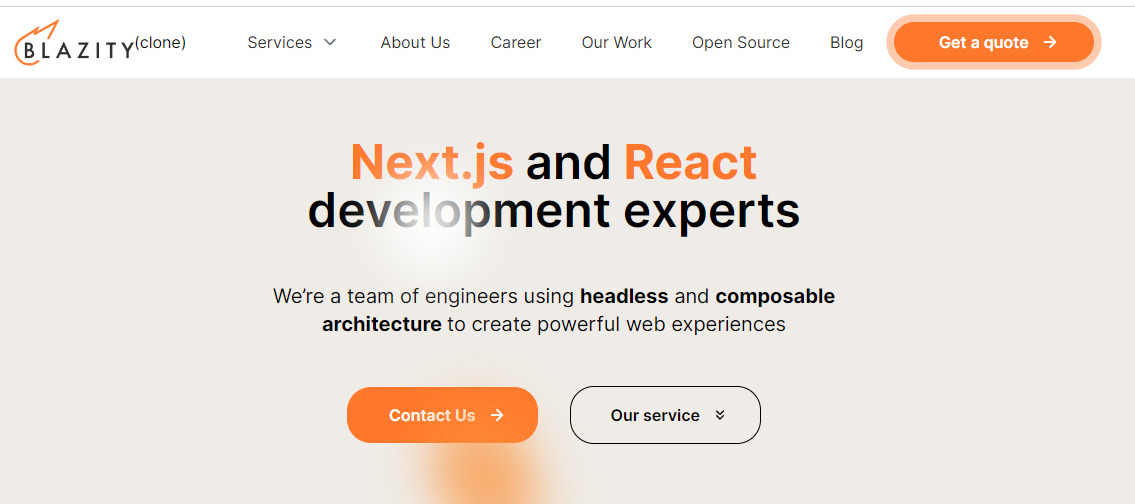 BLAZITY(clone) Services About Us Career Our Work Open Source Blog Get a quote →
Next.js and React
development experts
We’re a team of engineers using headless and composable
architecture to create powerful web experiences
Contact Us → Our service